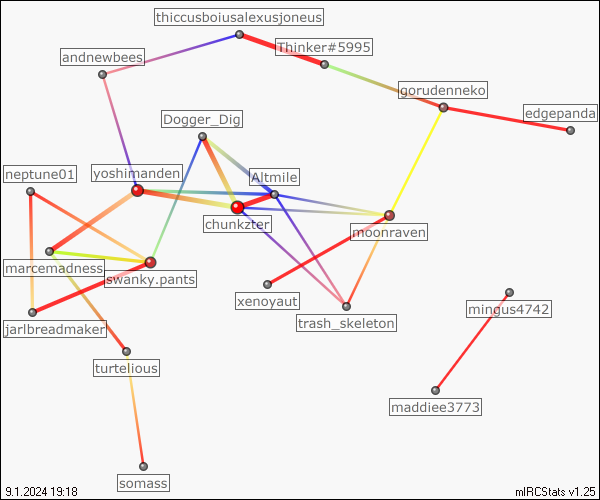 thiccusboiusalexusjoneus
Thinker#5995
andnewbees
gorudenneko
edgepanda
Dogger_Dig
neptune01
yoshimanden
Altmile
chunkzter
moonraven
marcemadness
swanky.pants
xenoyaut
mingus4742
jarlbreadmaker
trash_skeleton
turtelious
maddiee3773
somass
9.1.2024 19:18
mIRCStats v1.25